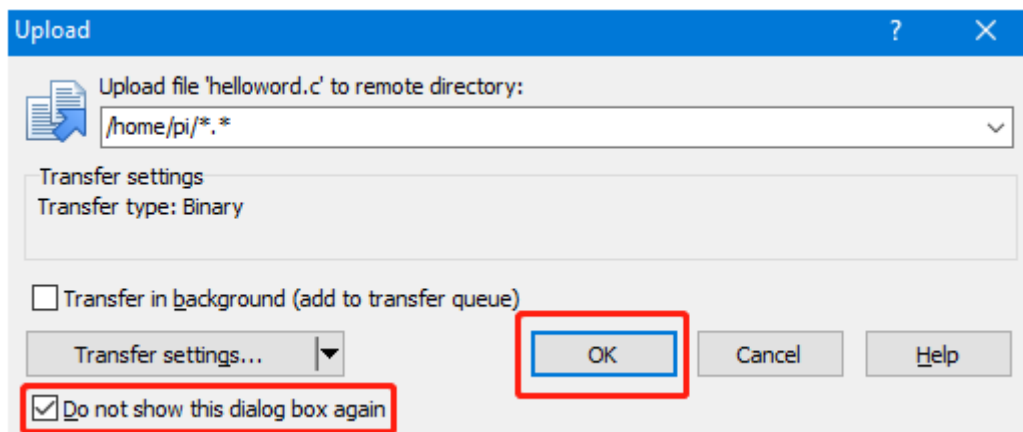 Upload ?
Upload file 'helloword.c' to remote directory:
/home/pi/*.*
Transfer settings
Transfer type: Binary
Transfer in background (add to transfer queue)
Transfer settings... OK Cancel Help
Do not show this dialog box again